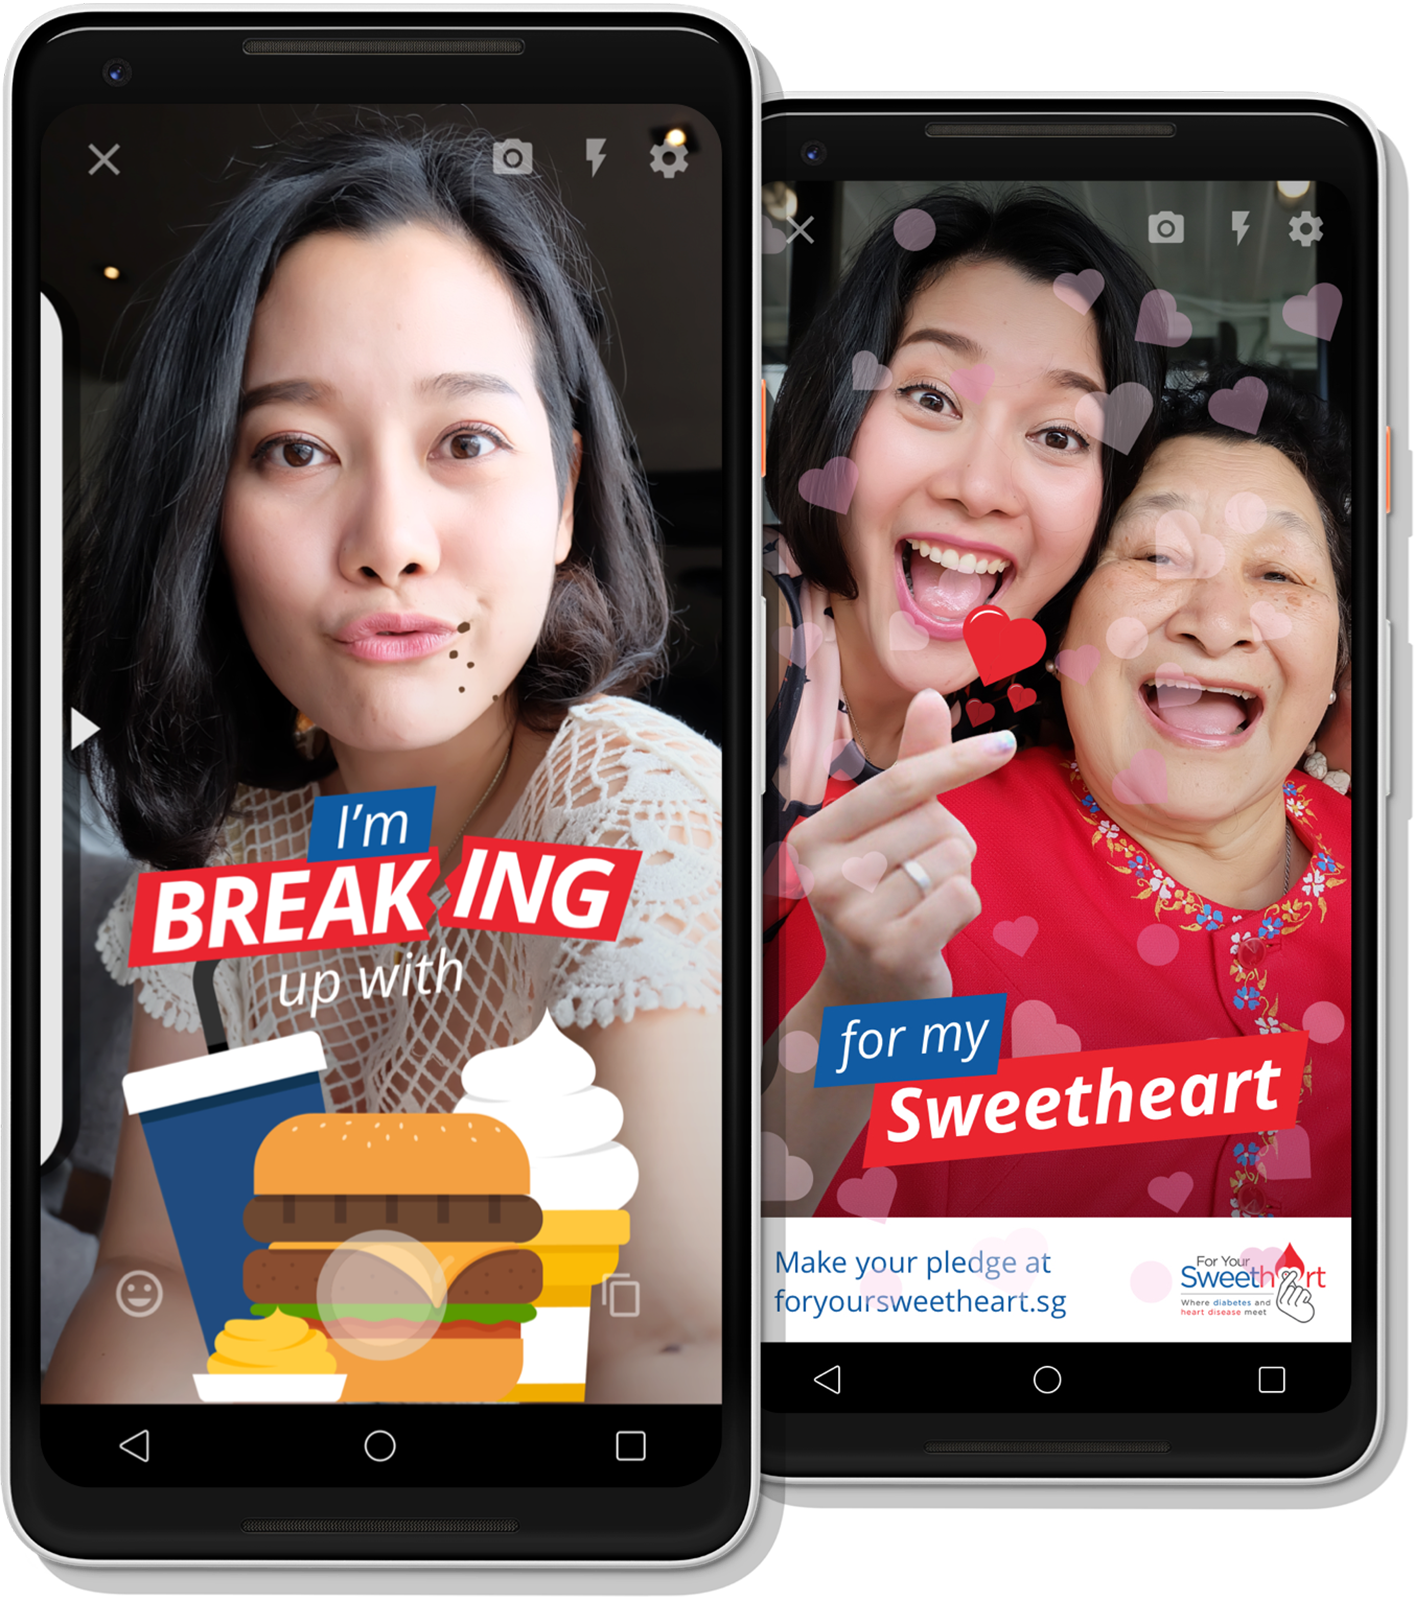 I'm
BREAKING
up with
for my
Sweetheart
Make your pledge at
foryoursweetheart.sg
For Your
Sweetheart
Where diabetes and
heart disease meet